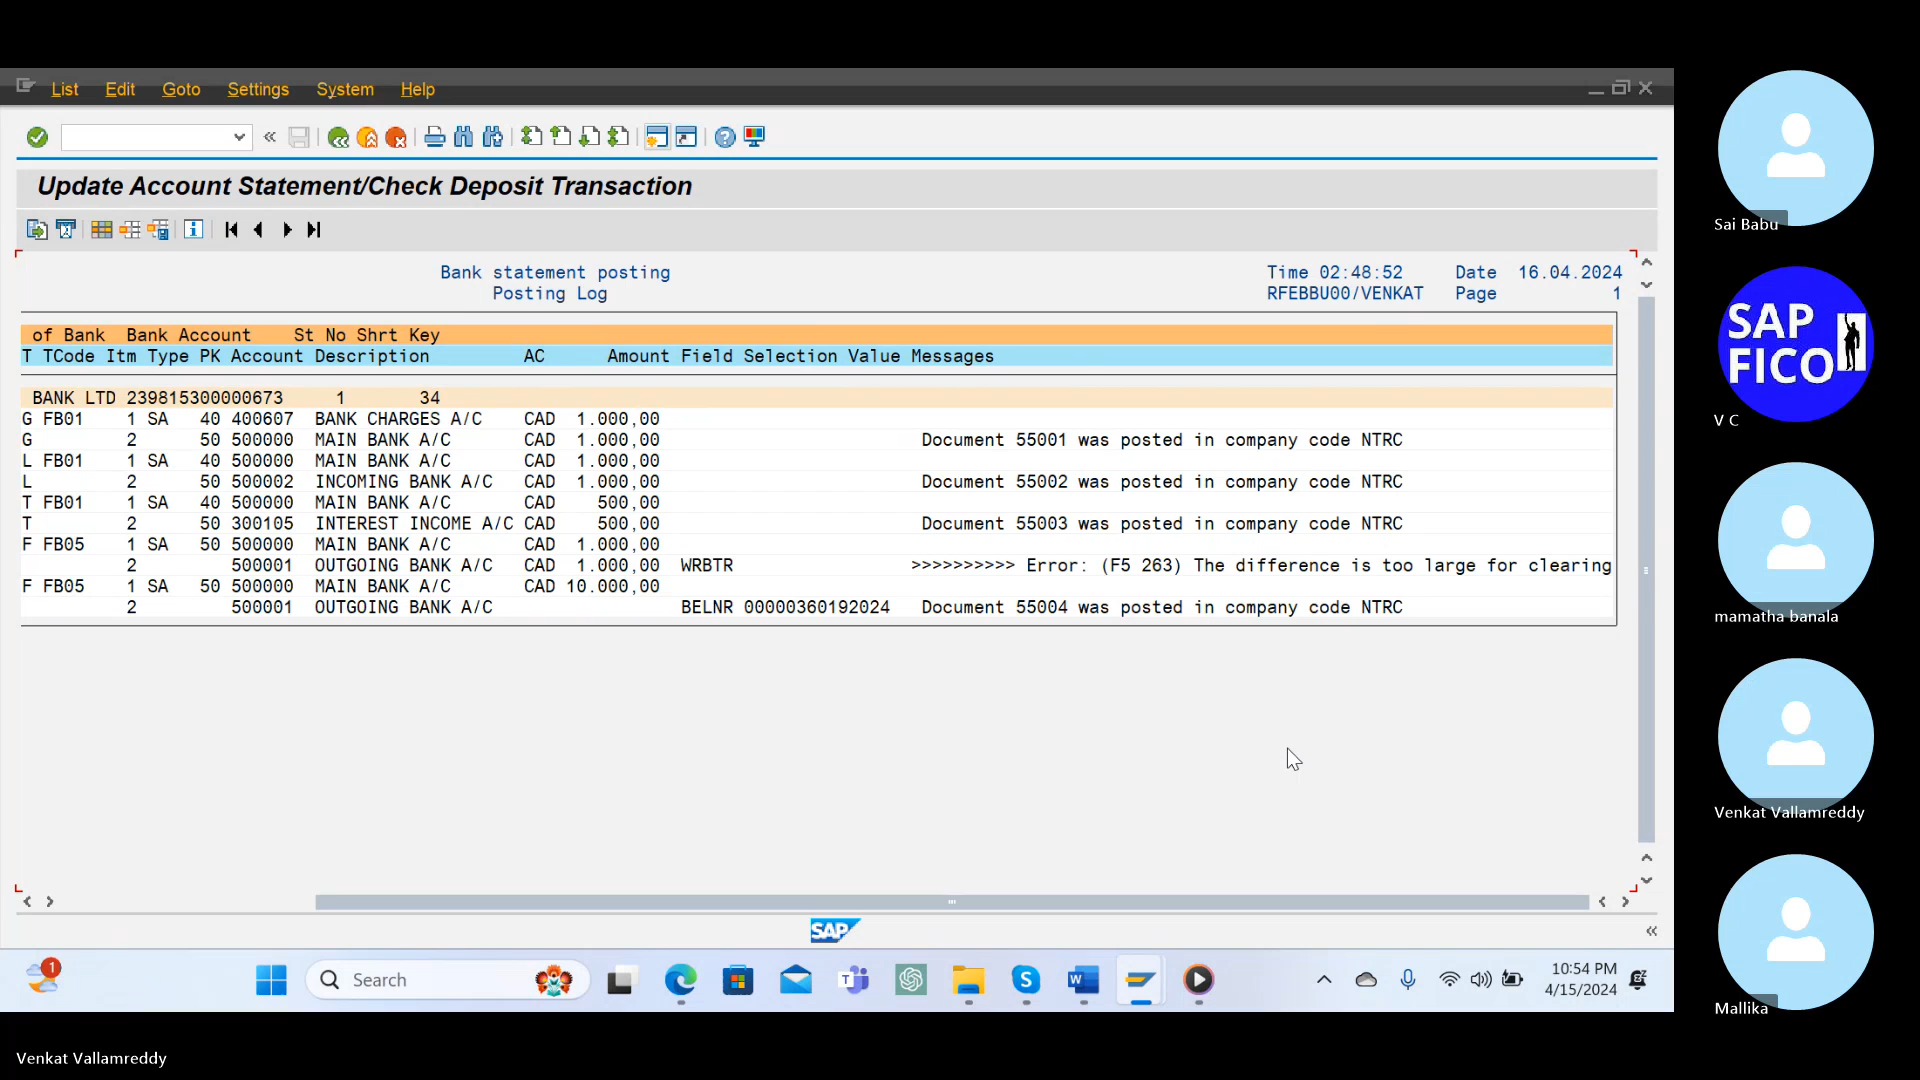 List Edit Goto Settings System Help
Update Account Statement/Check Deposit Transaction
Bank statement posting Time 02:48:52 Date 16.04.2024
Posting Log RFEBBU00/VENKAT Page 1
of Bank Bank Account St No Shrt Key
T TCode Itm Type PK Account Description AC Amount Field Selection Value Messages
BANK LTD 239815300000673 1 34
G FB01 1 SA 40 400607 BANK CHARGES A/C CAD 1.000,00
G 2 50 500000 MAIN BANK A/C CAD 1.000,00 Document 55001 was posted in company code NTRC
L FB01 1 SA 40 500000 MAIN BANK A/C CAD 1.000,00
L 2 50 500002 INCOMING BANK A/C CAD 1.000,00 Document 55002 was posted in company code NTRC
T FB01 1 SA 40 500000 MAIN BANK A/C CAD 500,00
T 2 50 300105 INTEREST INCOME A/C CAD 500,00 Document 55003 was posted in company code NTRC
F FB05 1 SA 50 500000 MAIN BANK A/C CAD 1.000,00
2 500001 OUTGOING BANK A/C CAD 1.000,00 WRBTR >>>>>>>>>> Error: (F5 263) The difference is too large for clearing
F FB05 1 SA 50 500000 MAIN BANK A/C CAD 10.000,00
2 500001 OUTGOING BANK A/C BELNR 00000360192024 Document 55004 was posted in company code NTRC
SAP
1
Search
10:54 PM
4/15/2024
Sai Babu
SAP
FICO
V C
mamatha banala
Venkat Vallamreddy
Mallika
Venkat Vallamreddy